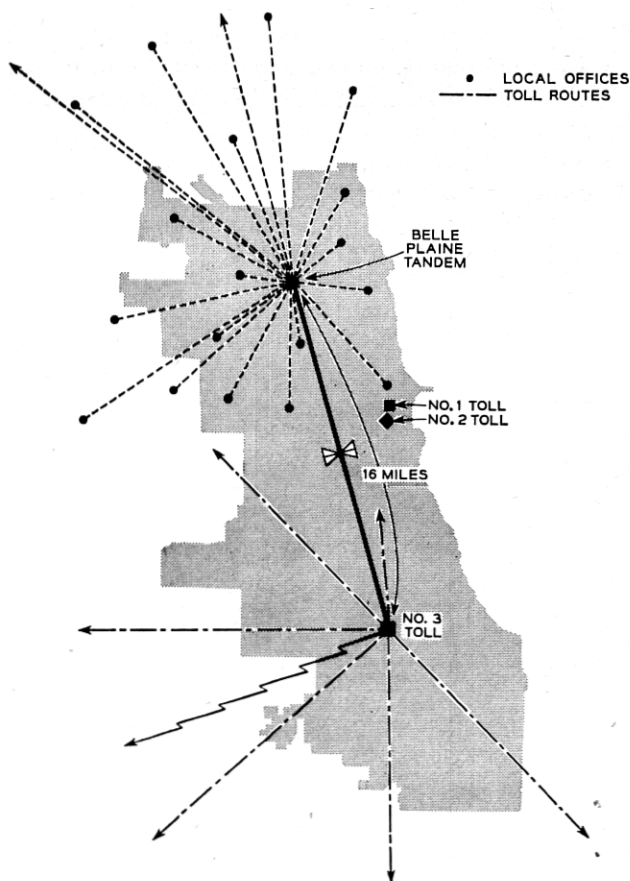 LOCAL OFFICES
TOLL ROUTES
BELLE
PLAINE
TANDEM
NO. 1 TOLL
NO. 2 TOLL
16 MILES
NO. 3
TOLL